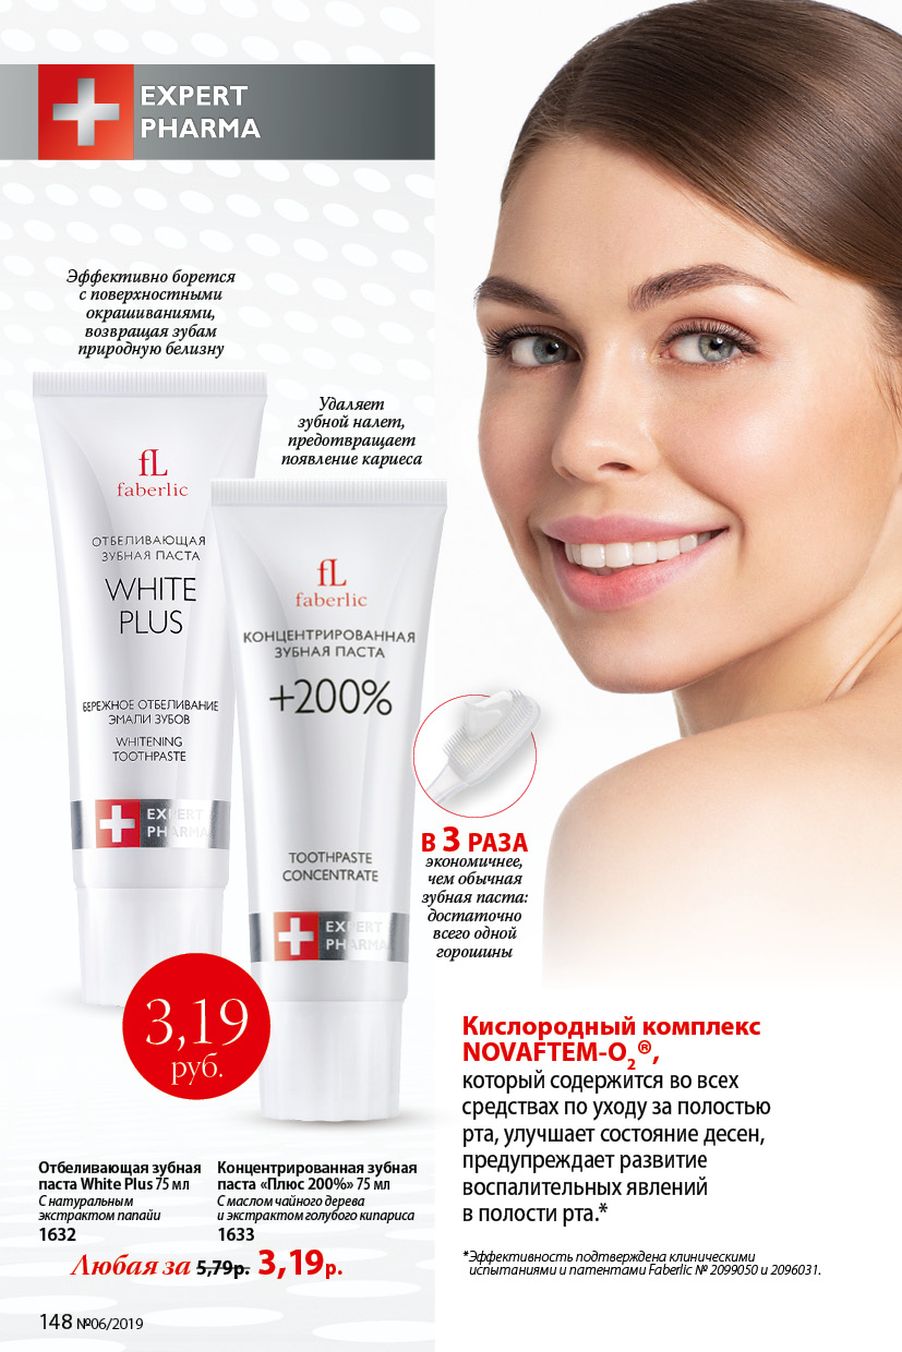 EXPERT
PHARMA
Эффективно борется
с поверхностными
окрашиваниями,
возвращая зубам
природную белизну
Удаляет
зубной налет,
предотвращает
появление кариеса
fL
faberlic
ОТБЕЛИВАЮЩАЯ
ЗУБНАЯ ПАСТА
WHITE
PLUS
БЕРЕЖНОЕ ОТБЕЛИВАНИЕ
ЭМАЛИ ЗУБОВ
WHITENING
TOOTHPASTE
EXPERT
PHARMA
fL
faberlic
КОНЦЕНТРИРОВАННАЯ
ЗУБНАЯ ПАСТА
+200%
TOOTHPASTE
CONCENTRATE
EXPERT
PHARMA
В 3 РАЗА
экономичнее,
чем обычная
зубная паста:
достаточно
всего одной
горошины
3,19
руб.
Кислородный комплекс
NOVAFTEM-O₂®,
который содержится во всех
средствах по уходу за полостью
рта, улучшает состояние десен,
предупреждает развитие
воспалительных явлений
в полости рта.*
*Эффективность подтверждена клиническими
испытаниями и патентами Faberlic № 2099050 и 2096031.
Отбеливающая зубная
паста White Plus 75 мл
С натуральным
экстрактом папайи
1632
Концентрированная зубная
паста «Плюс 200%» 75 мл
С маслом чайного дерева
и экстрактом голубого кипариса
1633
Любая за 5,79р. 3,19р.
148 №06/2019